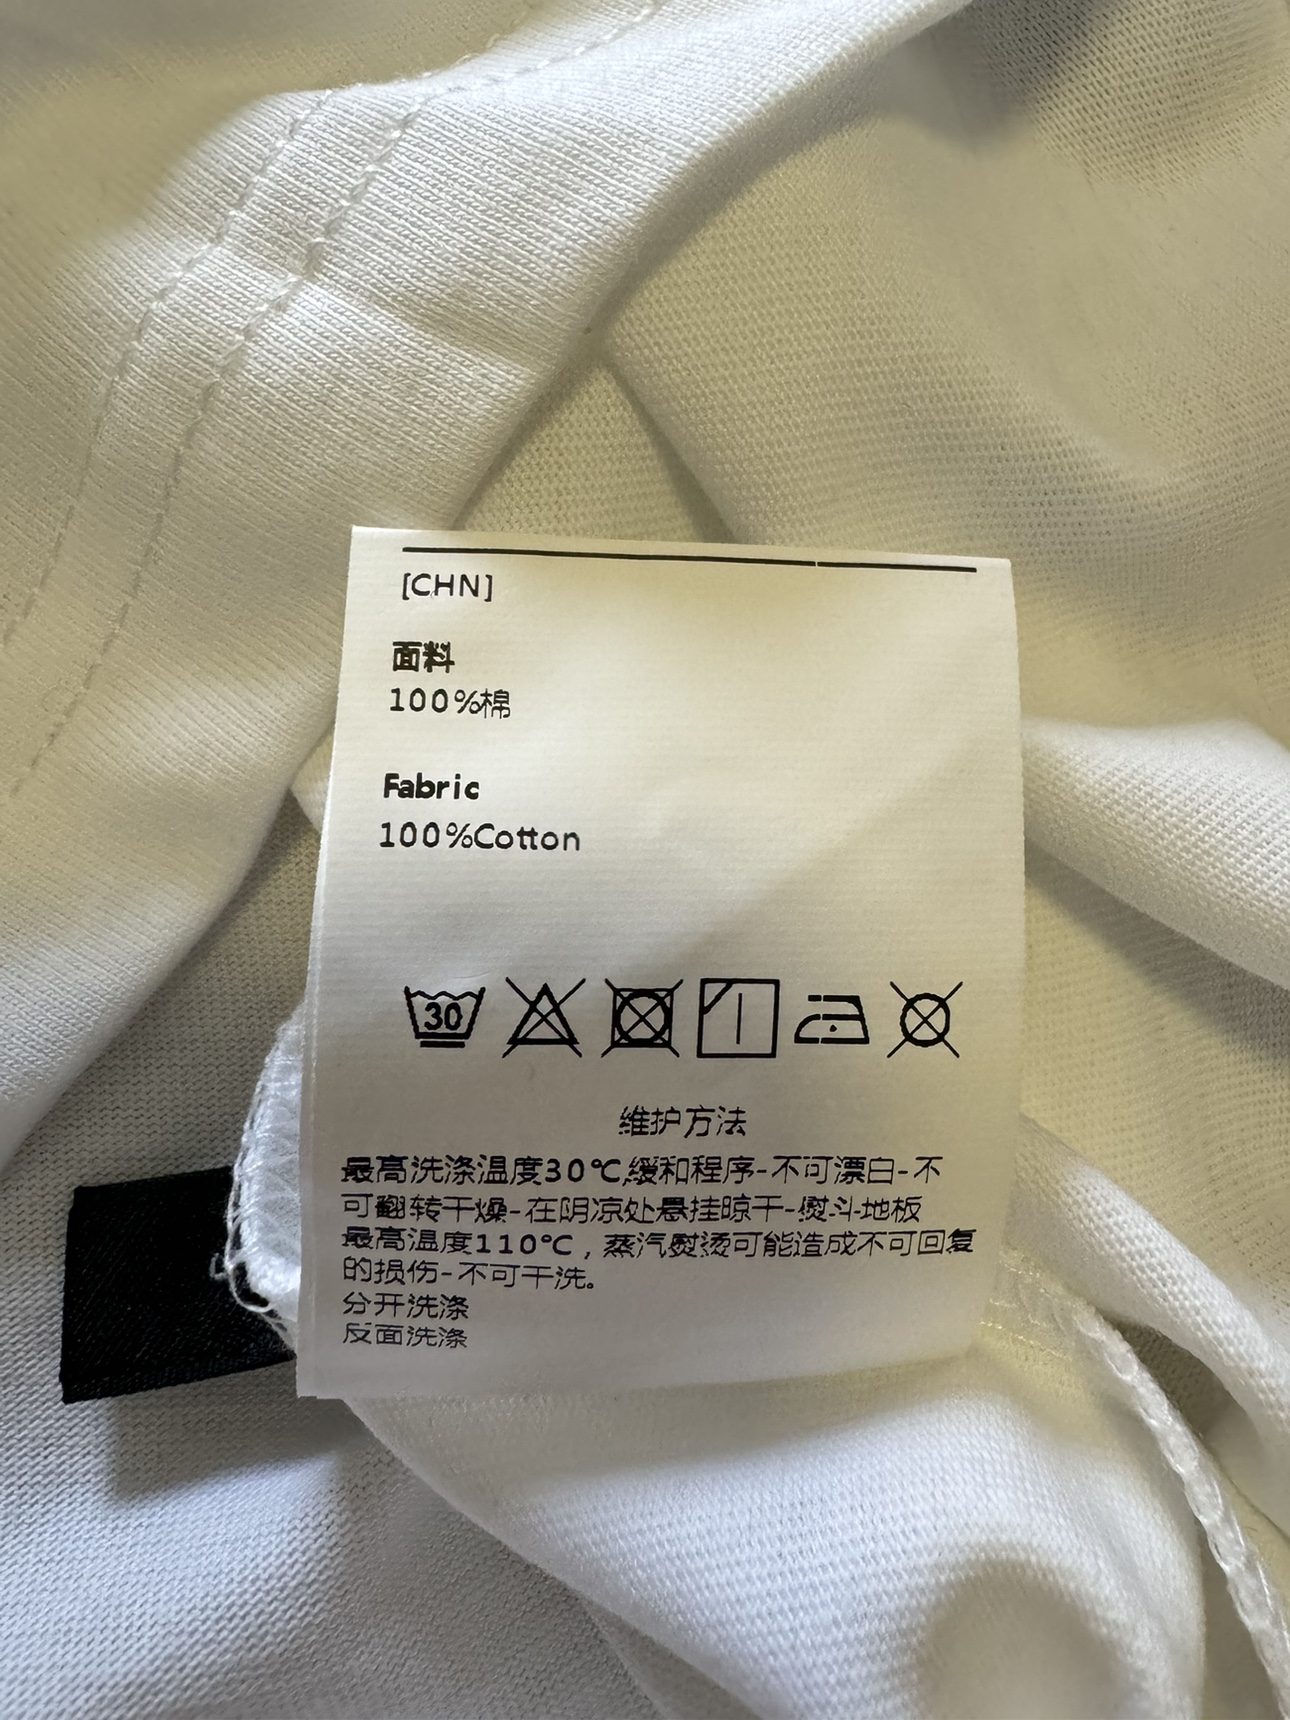 [CHN]
面料
100%棉
Fabric
100%Cotton
30
维护方法
最高洗涤温度30℃,缓和程序-不可漂白-不
可翻转干燥-在阴凉处悬挂晾干-熨斗地板
最高温度110℃，蒸汽熨烫可能造成不可回复
的损伤-不可干洗。
分开洗涤
反面洗涤